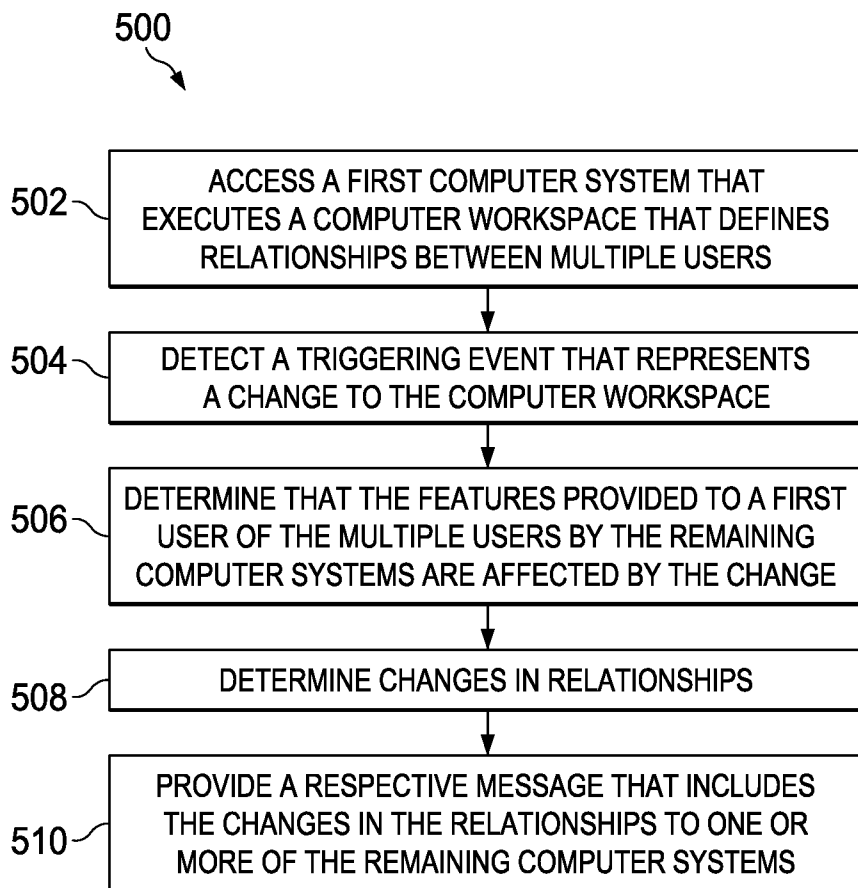 500
502
ACCESS A FIRST COMPUTER SYSTEM THAT
EXECUTES A COMPUTER WORKSPACE THAT DEFINES
RELATIONSHIPS BETWEEN MULTIPLE USERS
504
DETECT A TRIGGERING EVENT THAT REPRESENTS
A CHANGE TO THE COMPUTER WORKSPACE
506
DETERMINE THAT THE FEATURES PROVIDED TO A FIRST
USER OF THE MULTIPLE USERS BY THE REMAINING
COMPUTER SYSTEMS ARE AFFECTED BY THE CHANGE
508
DETERMINE CHANGES IN RELATIONSHIPS
510
PROVIDE A RESPECTIVE MESSAGE THAT INCLUDES
THE CHANGES IN THE RELATIONSHIPS TO ONE OR
MORE OF THE REMAINING COMPUTER SYSTEMS